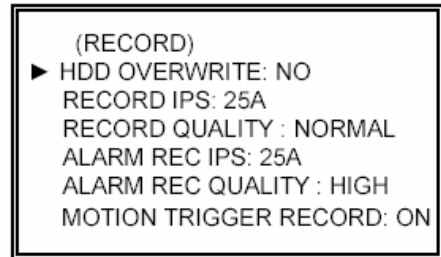 (RECORD)
► HDD OVERWRITE: NO
RECORD IPS: 25A
RECORD QUALITY : NORMAL
ALARM REC IPS: 25A
ALARM REC QUALITY : HIGH
MOTION TRIGGER RECORD: ON